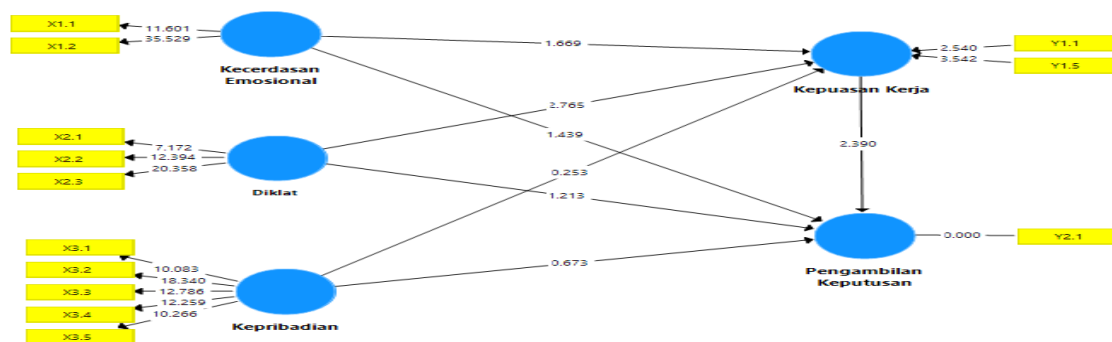 X1.1
X1.2
11.601
35.529
Kecerdasan
Emosional
1.669
2.540
3.542
Y1.1
Y1.5
Kepuasan Kerja
X2.1
X2.2
X2.3
7.172
12.394
20.358
Diklat
2.765
1.439
0.253
1.213
2.390
X3.1
X3.2
X3.3
X3.4
X3.5
10.083
18.340
12.786
12.259
10.266
Kepribadian
0.673
0.000
Y2.1
Pengambilan
Keputusan